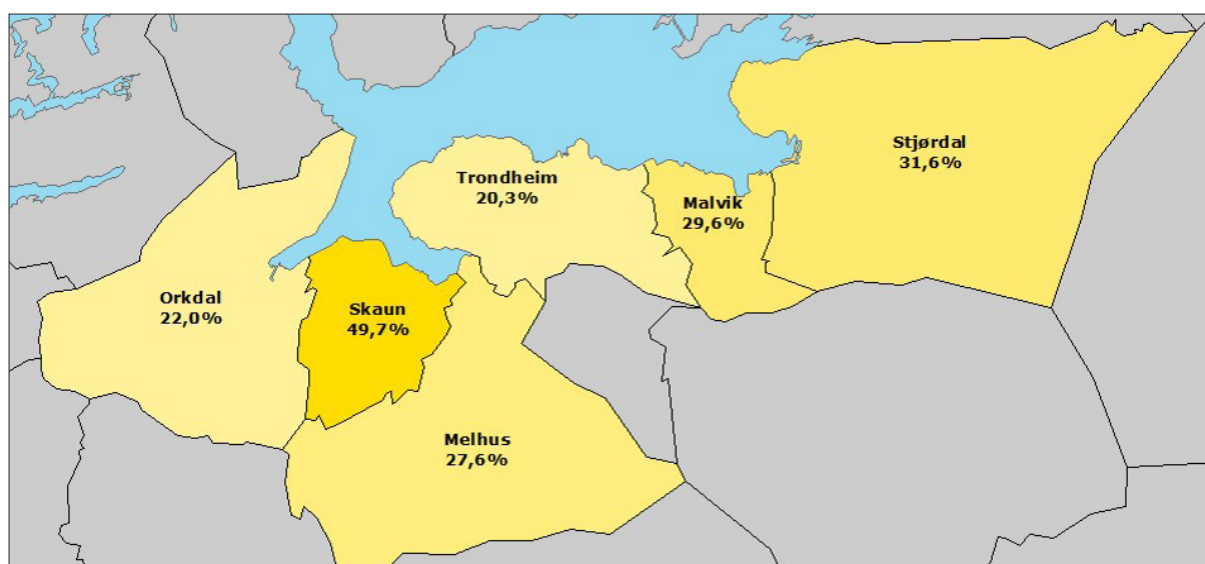 Stjørdal
31,6%
Trondheim
20,3%
Malvik
29,6%
Orkdal
22,0%
Skaun
49,7%
Melhus
27,6%